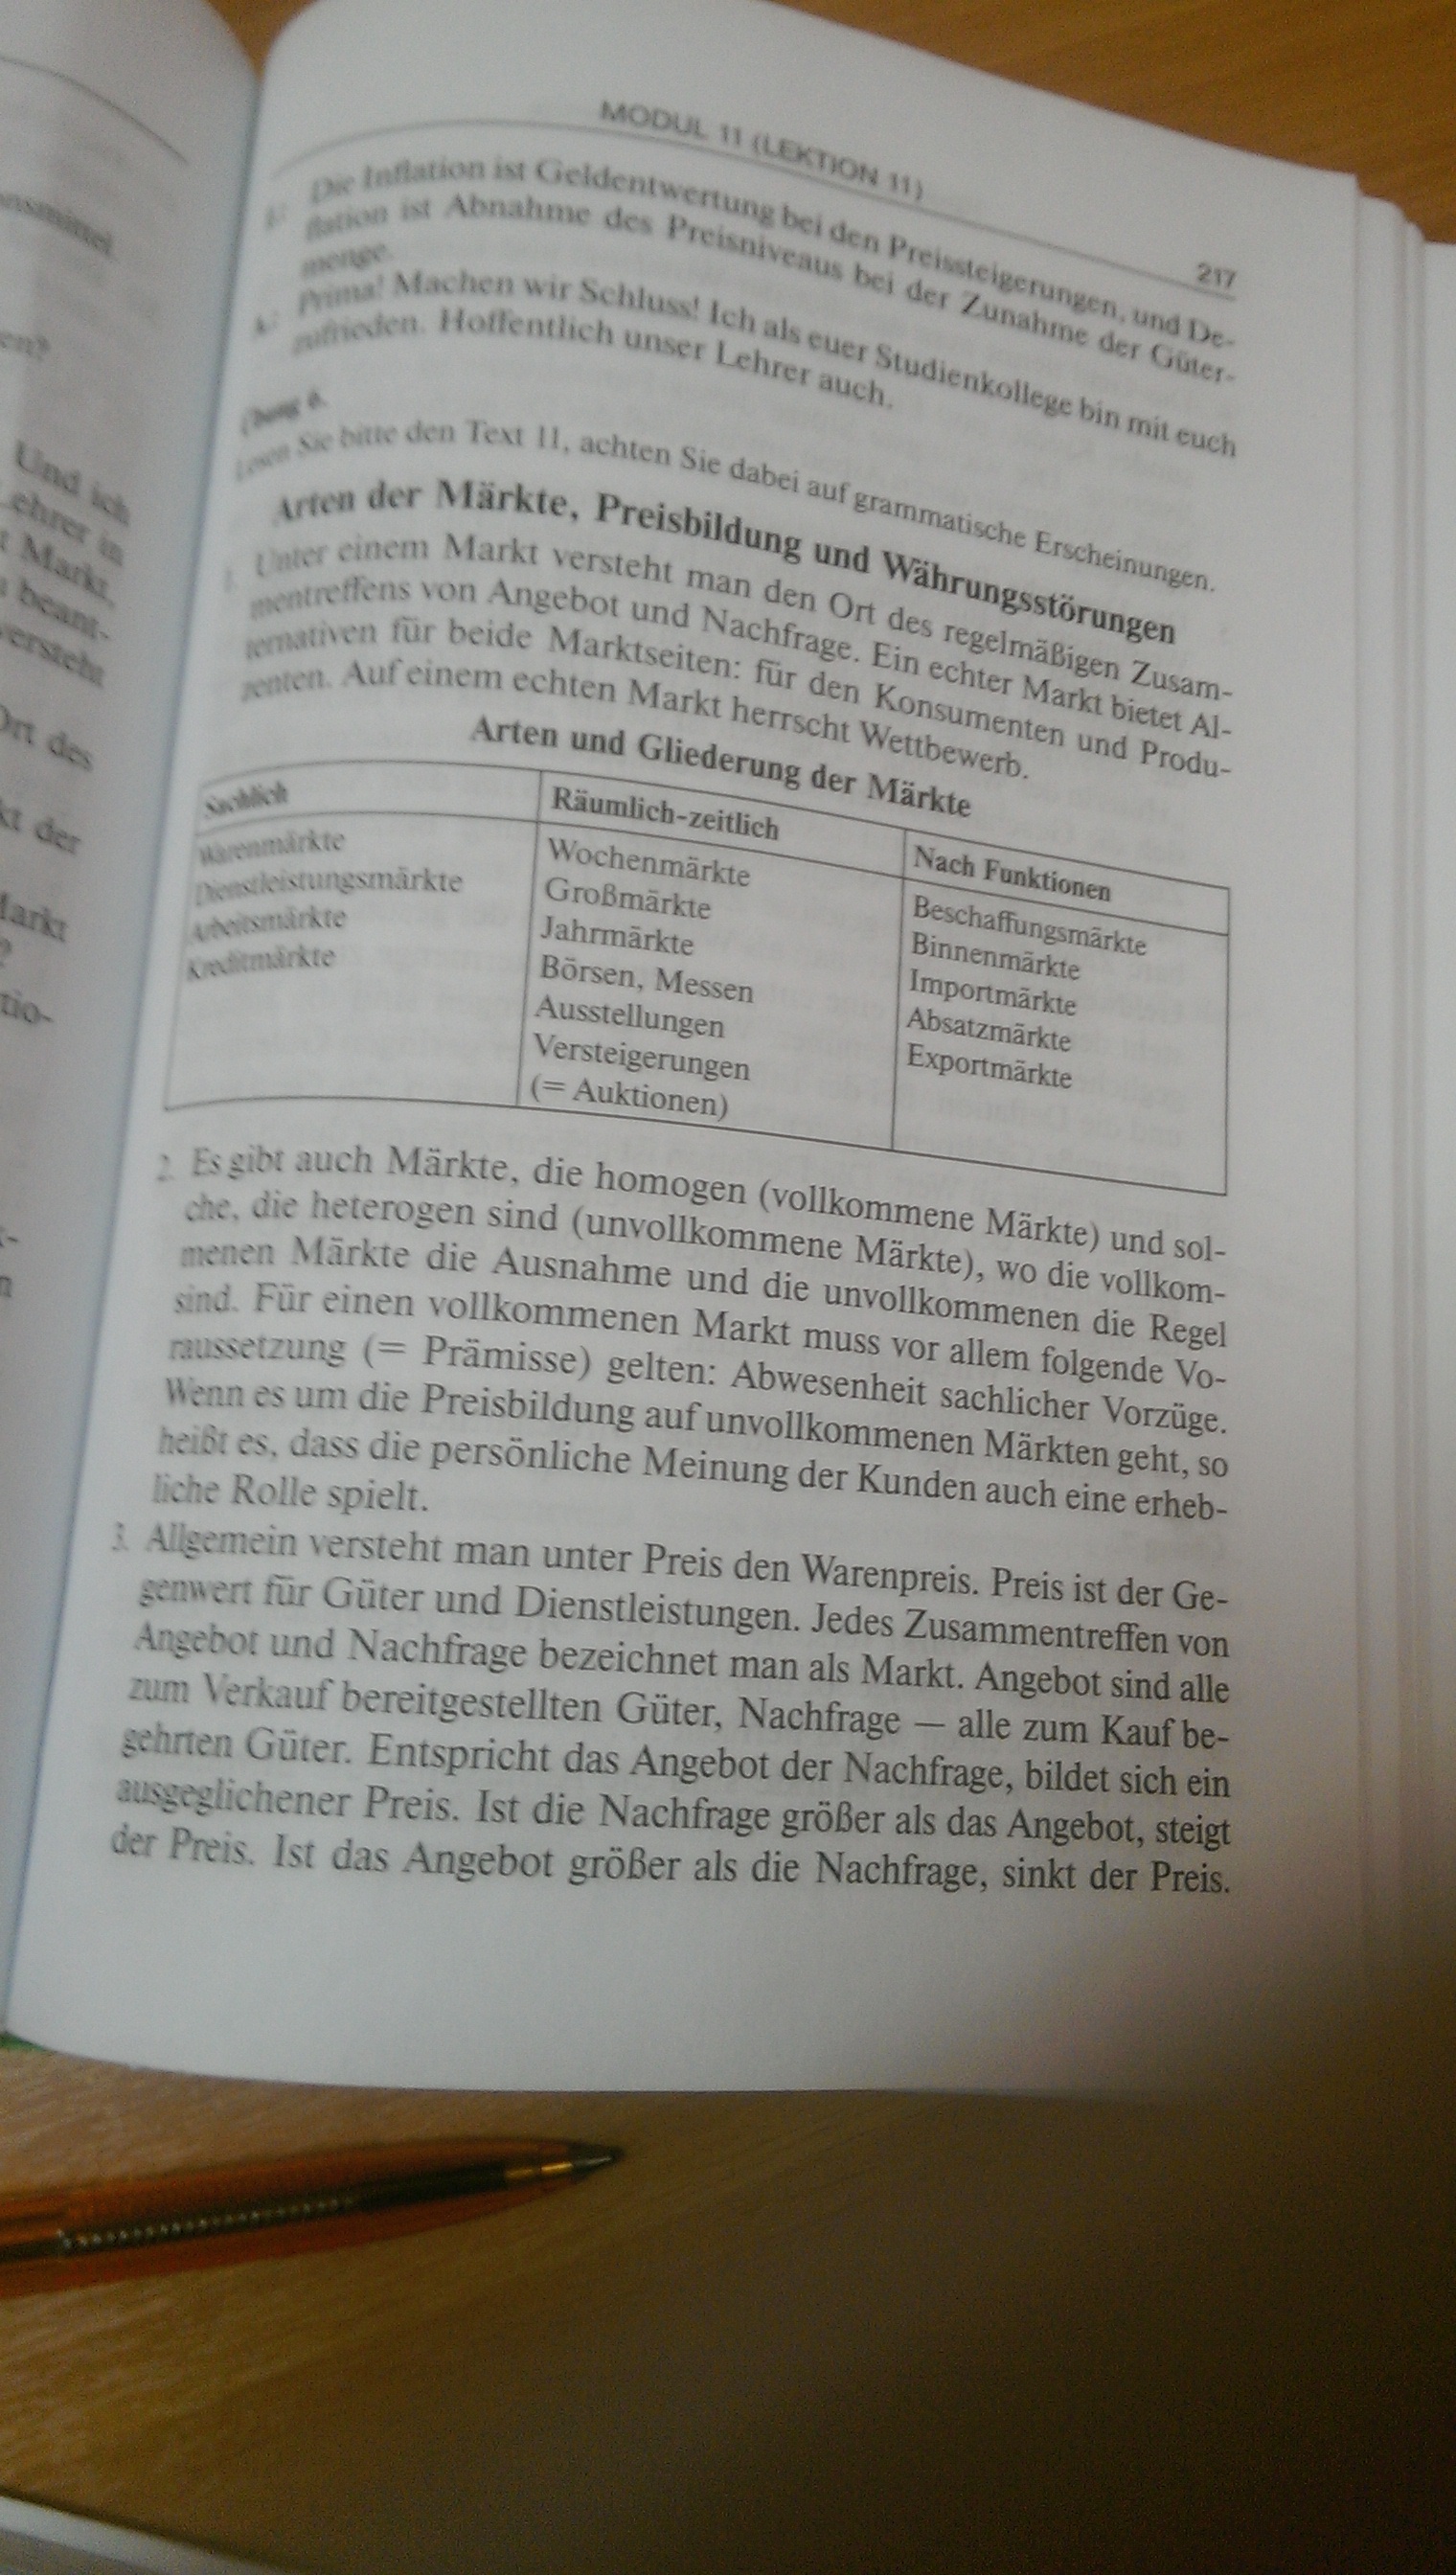 MODUL 11 (LEKTION 11)
217
Die Inflation ist Geldentwertung bei den Preissteigerungen, und De-
flation ist Abnahme des Preisniveaus bei der Zunahme der Güter-
menge.
Prima! Machen wir Schluss! Ich als euer Studienkollege bin mit euch
zufrieden. Hoffentlich unser Lehrer auch.
Übung 6.
Lesen Sie bitte den Text 11, achten Sie dabei auf grammatische Erscheinungen.
Arten der Märkte, Preisbildung und Währungsstörungen
1. Unter einem Markt versteht man den Ort des regelmäßigen Zusam-
mentreffens von Angebot und Nachfrage. Ein echter Markt bietet Al-
ternativen für beide Marktseiten: für den Konsumenten und Produ-
zenten. Auf einem echten Markt herrscht Wettbewerb.
Arten und Gliederung der Märkte
Sachlich
Warenmärkte
Dienstleistungsmärkte
Arbeitsmärkte
Kreditmärkte
Räumlich-zeitlich
Wochenmärkte
Großmärkte
Jahrmärkte
Börsen, Messen
Ausstellungen
Versteigerungen
(= Auktionen)
Nach Funktionen
Beschaffungsmärkte
Binnenmärkte
Importmärkte
Absatzmärkte
Exportmärkte
2. Es gibt auch Märkte, die homogen (vollkommene Märkte) und sol-
che, die heterogen sind (unvollkommene Märkte), wo die vollkom-
menen Märkte die Ausnahme und die unvollkommenen die Regel
sind. Für einen vollkommenen Markt muss vor allem folgende Vo-
raussetzung (= Prämisse) gelten: Abwesenheit sachlicher Vorzüge.
Wenn es um die Preisbildung auf unvollkommenen Märkten geht, so
heißt es, dass die persönliche Meinung der Kunden auch eine erheb-
liche Rolle spielt.
3. Allgemein versteht man unter Preis den Warenpreis. Preis ist der Ge-
genwert für Güter und Dienstleistungen. Jedes Zusammentreffen von
Angebot und Nachfrage bezeichnet man als Markt. Angebot sind alle
zum Verkauf bereitgestellten Güter, Nachfrage — alle zum Kauf be-
gehrten Güter. Entspricht das Angebot der Nachfrage, bildet sich ein
ausgeglichener Preis. Ist die Nachfrage größer als das Angebot, steigt
der Preis. Ist das Angebot größer als die Nachfrage, sinkt der Preis.